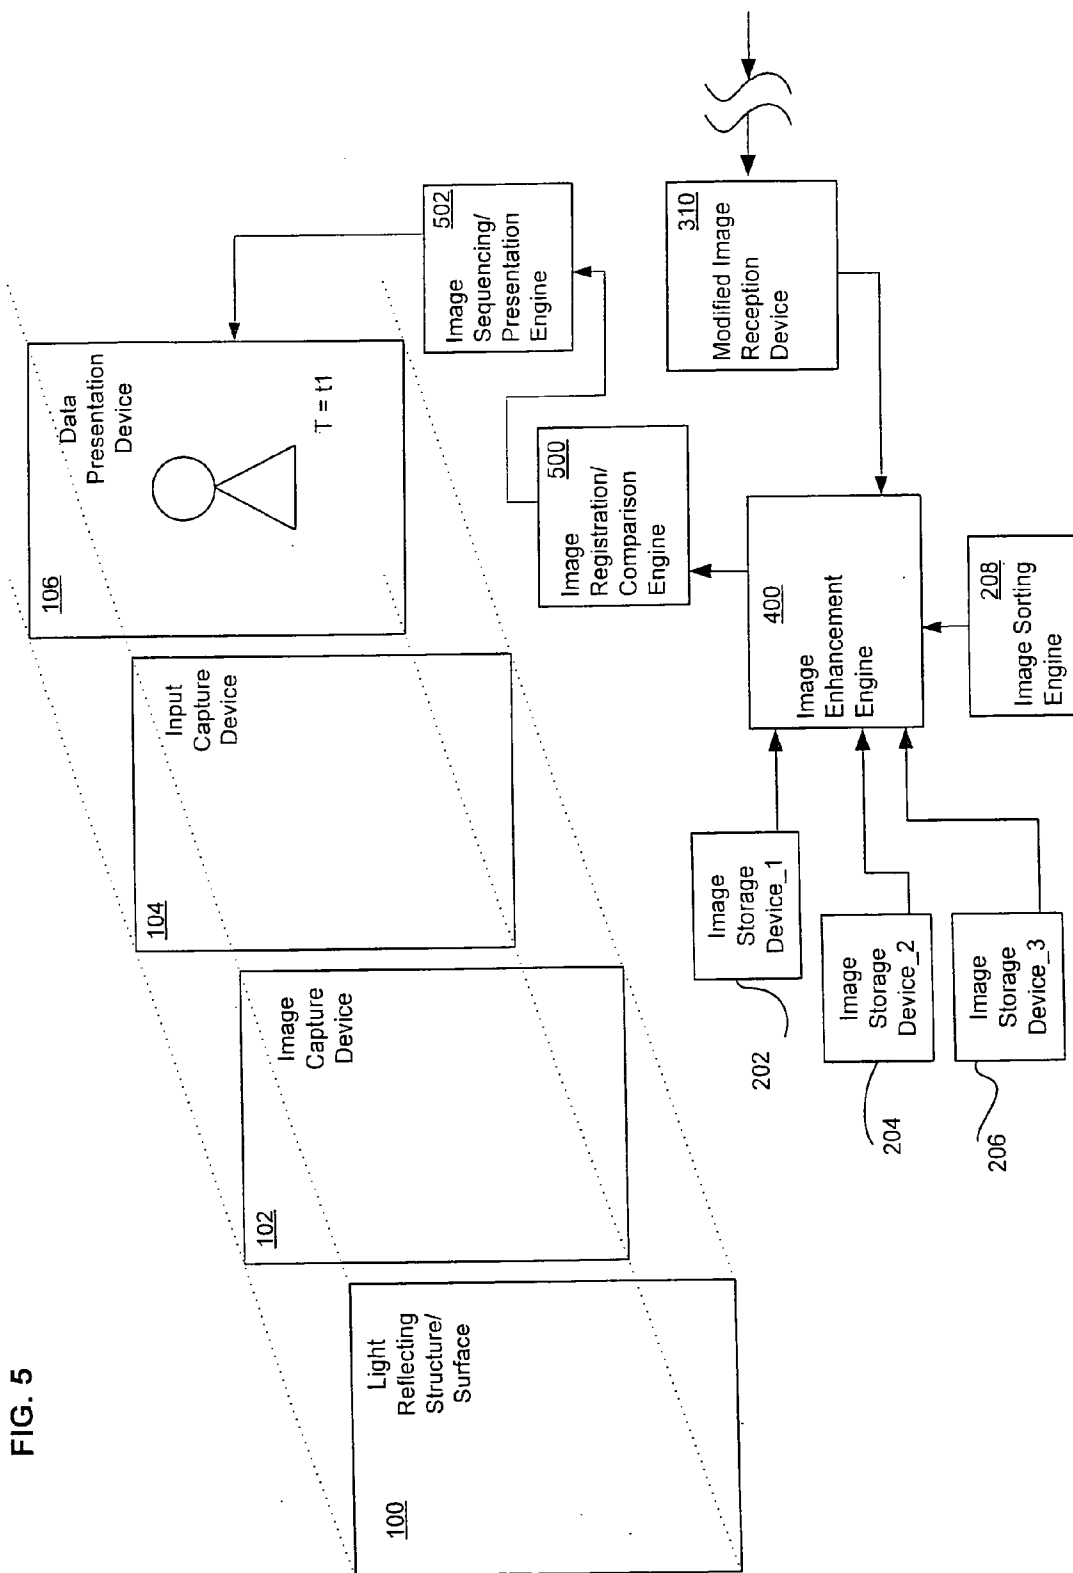 FIG. 5
100
Light
Reflecting
Structure/
Surface
102
Image
Capture
Device
104
Input
Capture
Device
106
Data
Presentation
Device
T = t1
202
Image
Storage
Device_1
204
Image
Storage
Device_2
206
Image
Storage
Device_3
400
Image
Enhancement
Engine
208
Image Sorting
Engine
500
Image
Registration/
Comparison
Engine
502
Image
Sequencing/
Presentation
Engine
310
Modified Image
Reception
Device